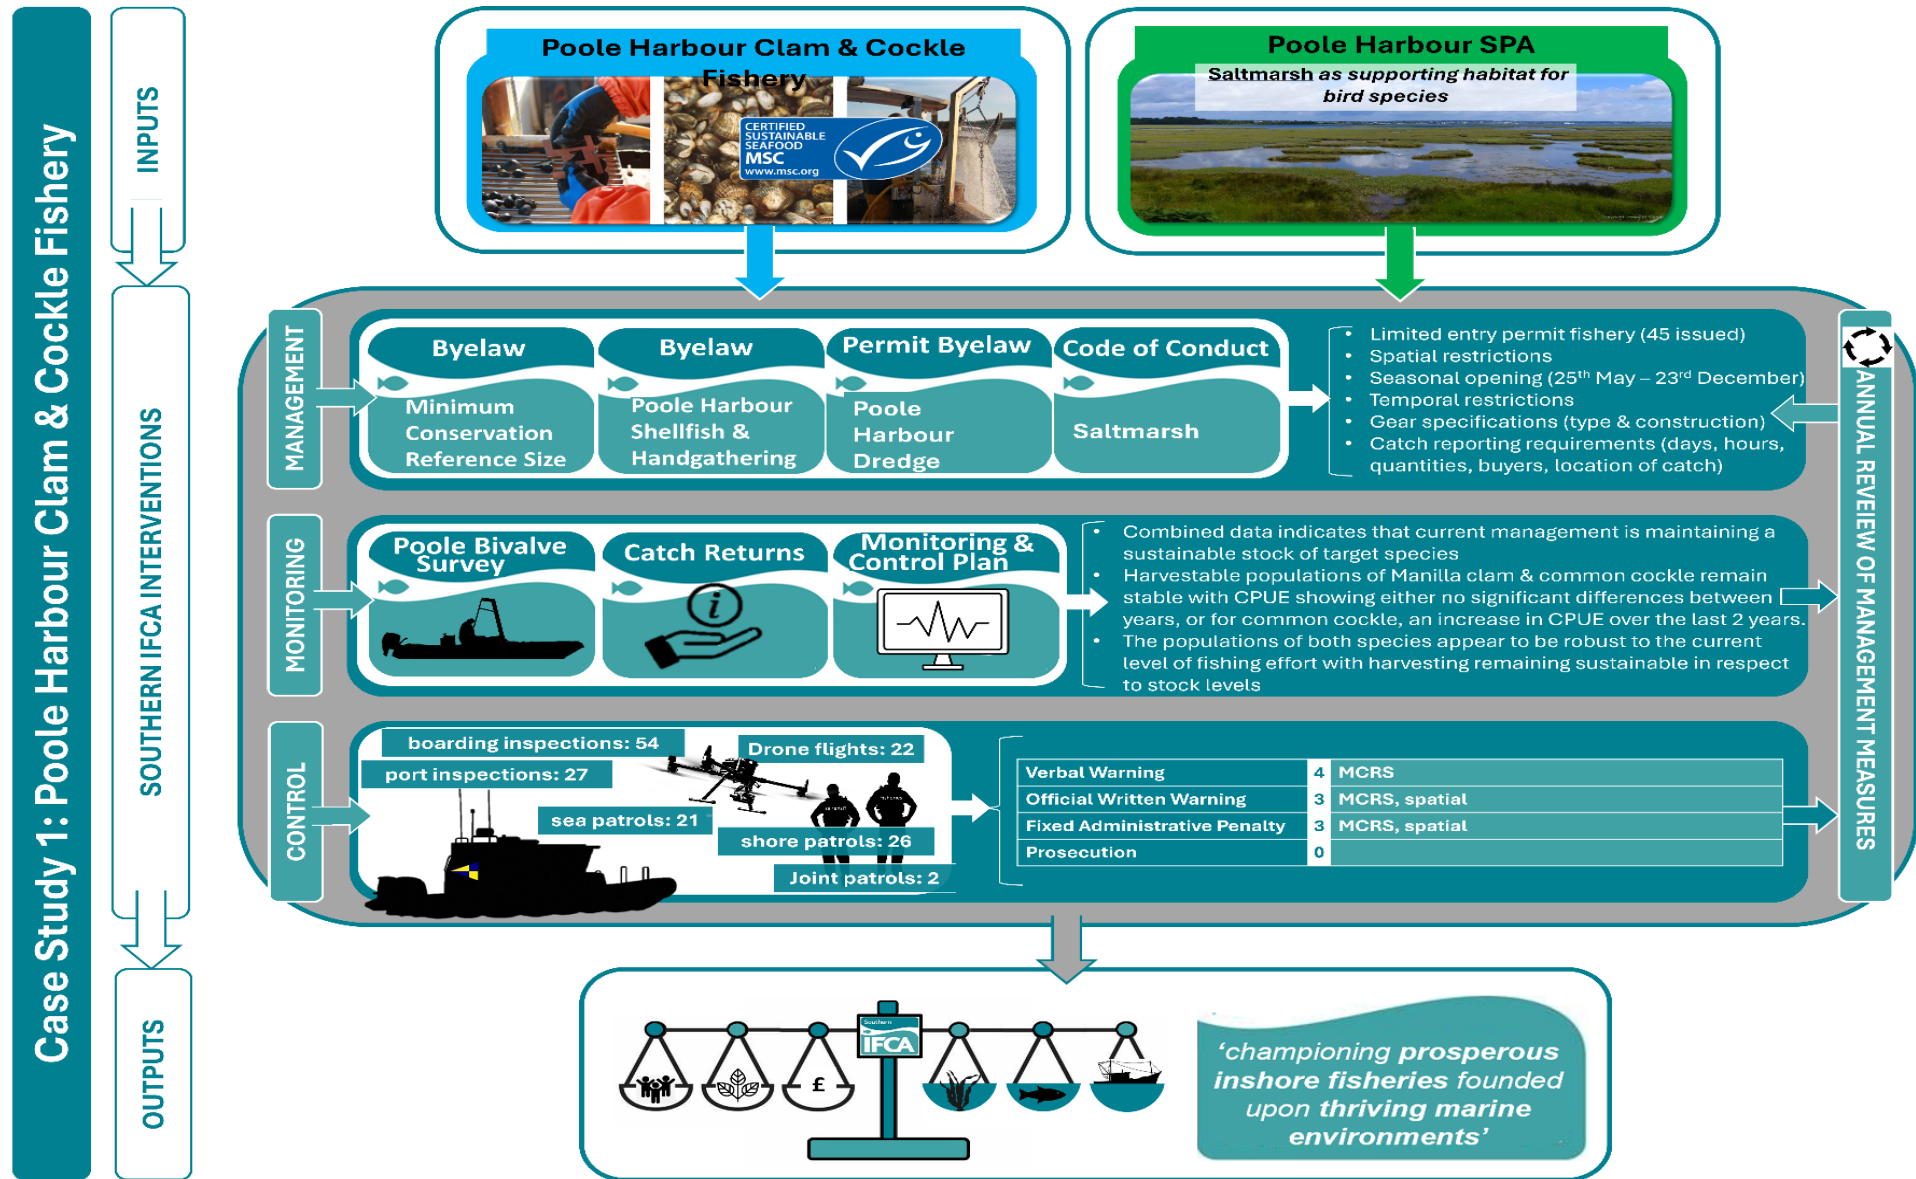 Case Study 1: Poole Harbour Clam & Cockle Fishery
INPUTS
SOUTHERN IFCA INTERVENTIONS
OUTPUTS
Poole Harbour Clam & Cockle
Fishery
CERTIFIED
SUSTAINABLE
SEAFOOD
MSC
www.msc.org
Poole Harbour SPA
Saltmarsh as supporting habitat for
bird species
MANAGEMENT
Byelaw
Minimum
Conservation
Reference Size
Byelaw
Poole Harbour
Shellfish &
Handgathering
Permit Byelaw
Poole
Harbour
Dredge
Code of Conduct
Saltmarsh
• Limited entry permit fishery (45 issued)
• Spatial restrictions
• Seasonal opening (25th May – 23rd December)
• Temporal restrictions
• Gear specifications (type & construction)
• Catch reporting requirements (days, hours,
quantities, buyers, location of catch)
ANNUAL REVEIEW OF MANAGEMENT MEASURES
MONITORING
Poole Bivalve
Survey
Catch Returns
i
Monitoring &
Control Plan
• Combined data indicates that current management is maintaining a
sustainable stock of target species
• Harvestable populations of Manilla clam & common cockle remain
stable with CPUE showing either no significant differences between
years, or for common cockle, an increase in CPUE over the last 2 years.
• The populations of both species appear to be robust to the current
level of fishing effort with harvesting remaining sustainable in respect
to stock levels
CONTROL
boarding inspections: 54
port inspections: 27
Drone flights: 22
sea patrols: 21
shore patrols: 26
Joint patrols: 2
Verbal Warning 4 MCRS
Official Written Warning 3 MCRS, spatial
Fixed Administrative Penalty 3 MCRS, spatial
Prosecution 0
Southern
IFCA
£
‘championing prosperous
inshore fisheries founded
upon thriving marine
environments’